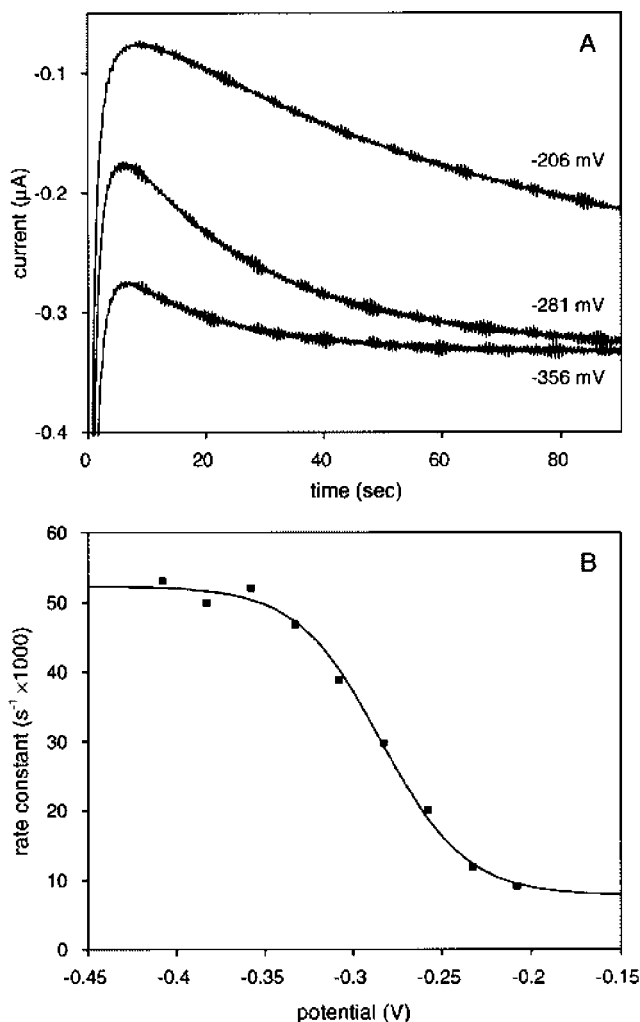 A
-0.1
-0.2
-0.3
-0.4
current (µA)
-206 mV
-281 mV
-356 mV
0 20 40 60 80
time (sec)
B
60
50
40
30
20
10
0
rate constant (s⁻¹ ×1000)
-0.45 -0.4 -0.35 -0.3 -0.25 -0.2 -0.15
potential (V)